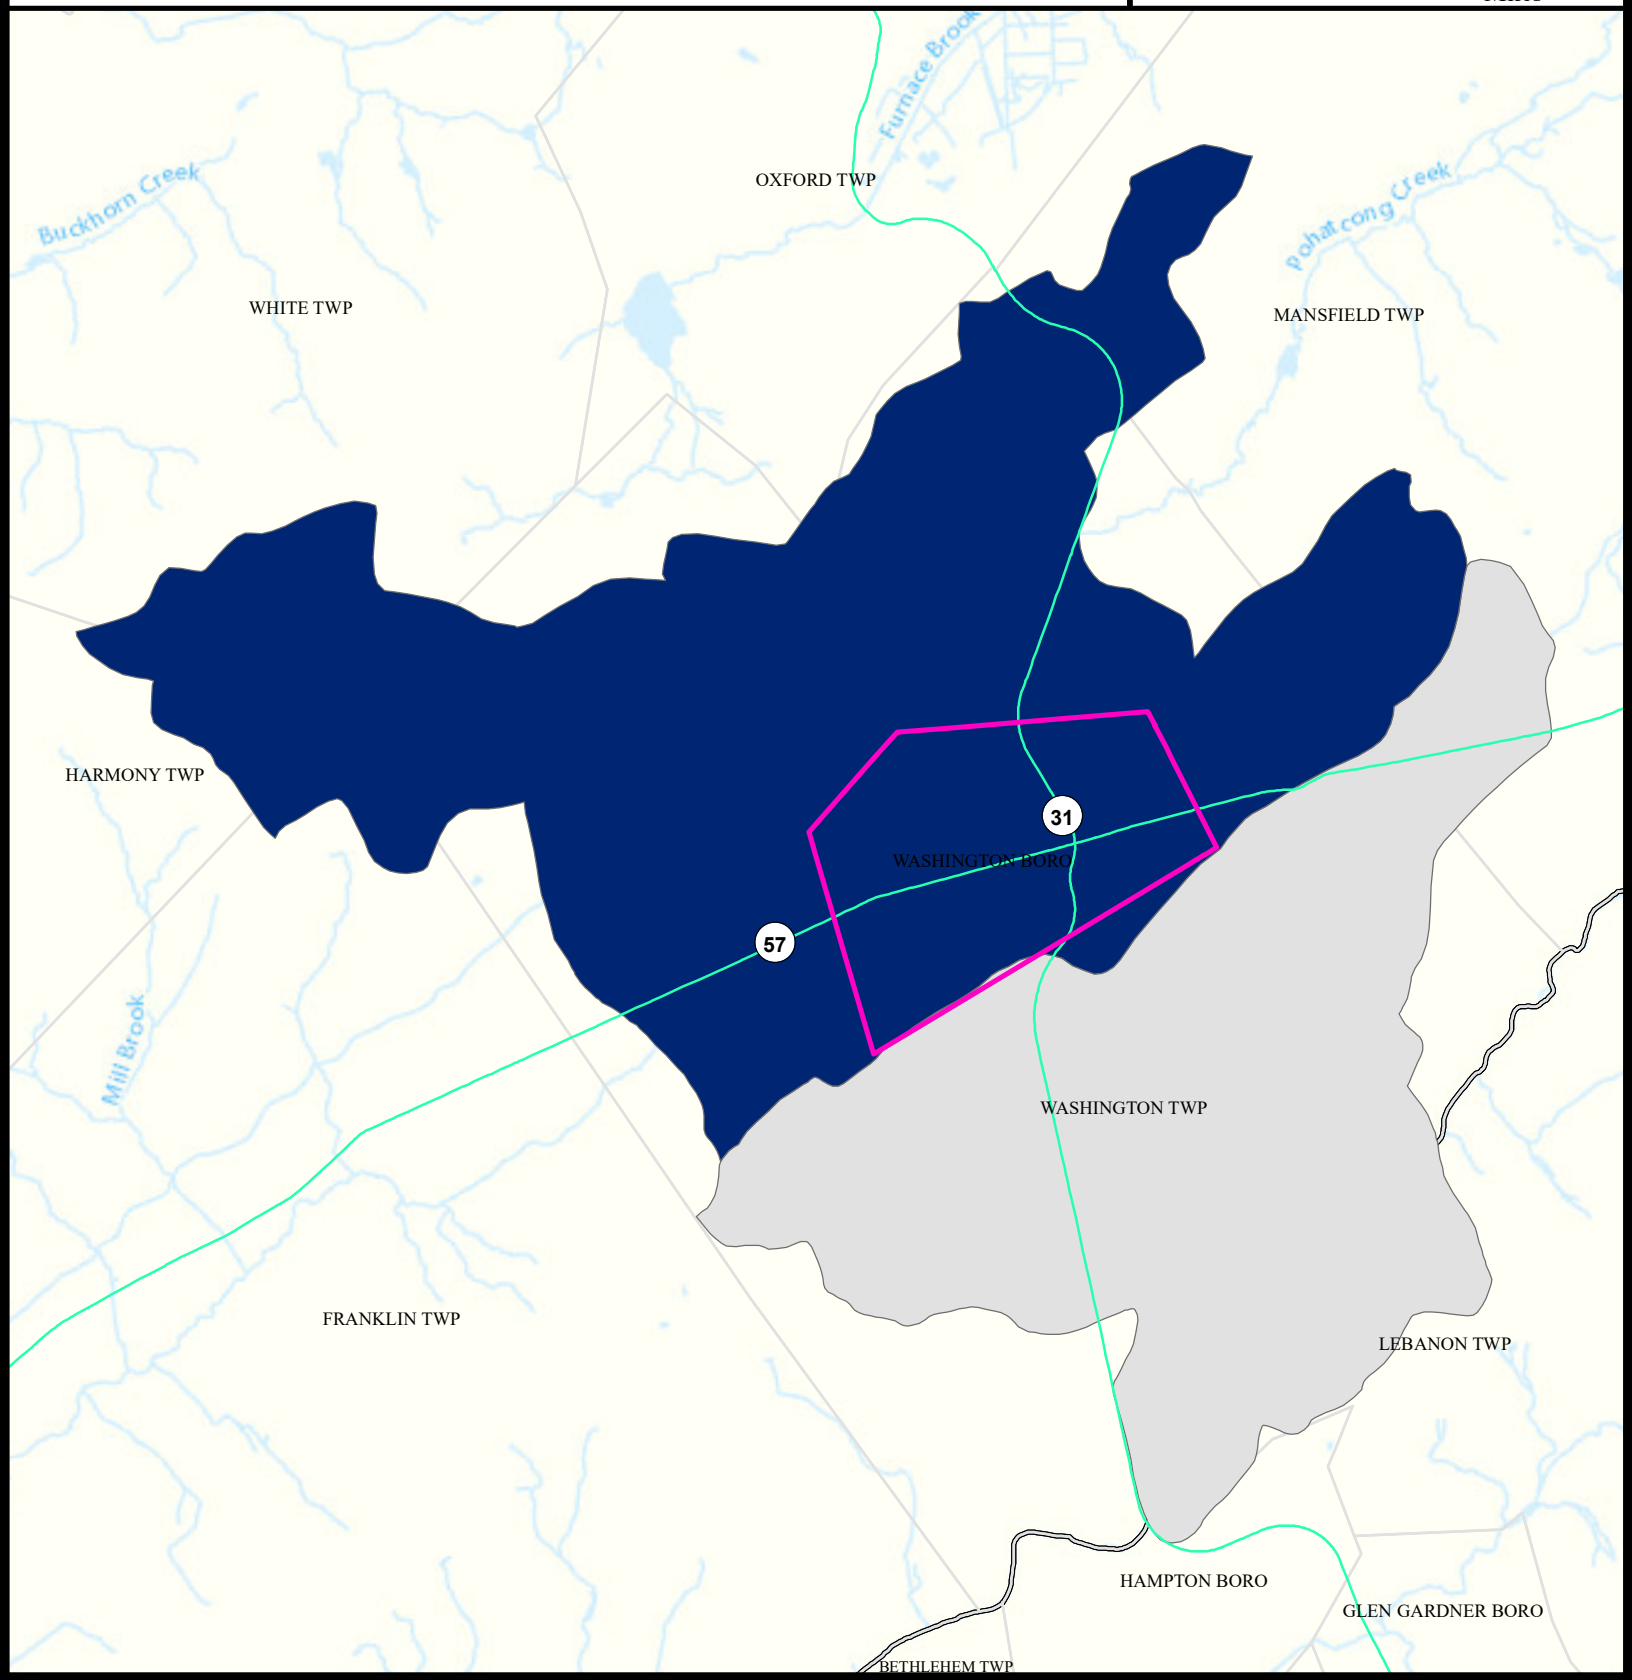 Furnace Brook
OXFORD TWP
Buckhorn Creek
Pohatcong Creek
WHITE TWP
MANSFIELD TWP
HARMONY TWP
31
WASHINGTON BORO
57
Mill Brook
WASHINGTON TWP
FRANKLIN TWP
LEBANON TWP
HAMPTON BORO
GLEN GARDNER BORO
BETHLEHEM TWP